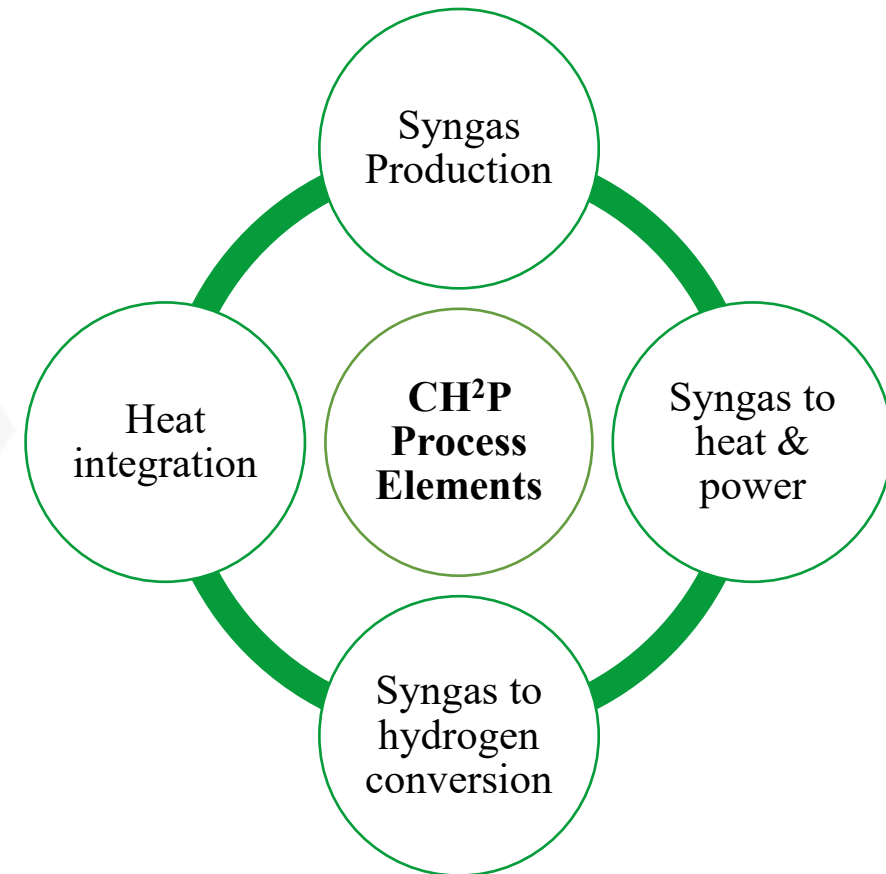 Syngas
Production
Heat
integration
CH²P
Process
Elements
Syngas to
heat &
power
Syngas to
hydrogen
conversion